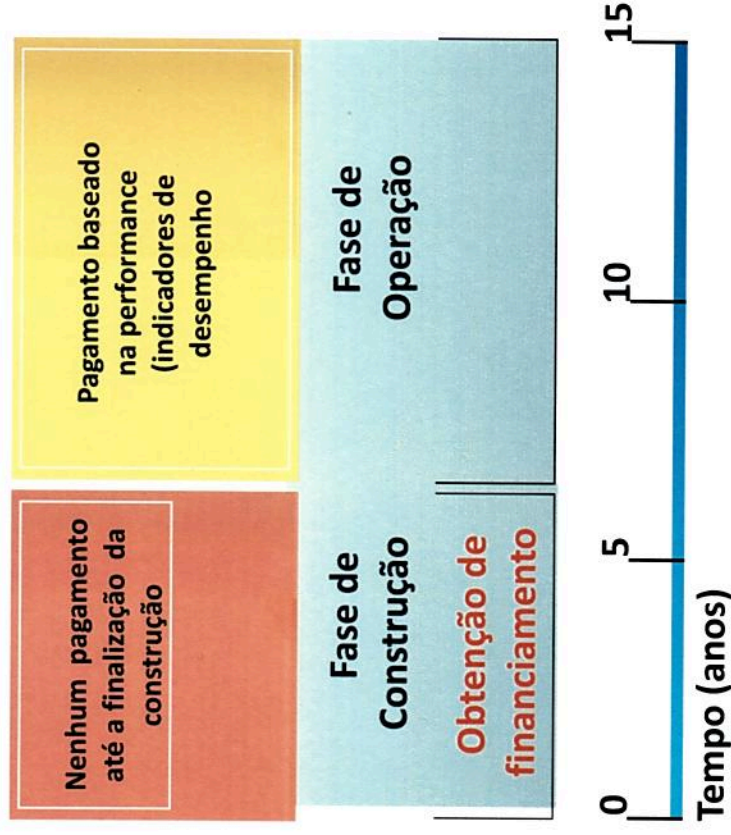 Nenhum pagamento
até a finalização da
construção
Pagamento baseado
na performance
(indicadores de
desempenho
Fase de
Construção
Fase de
Operação
Obtenção de
financiamento
0
5
10
15
Tempo (anos)